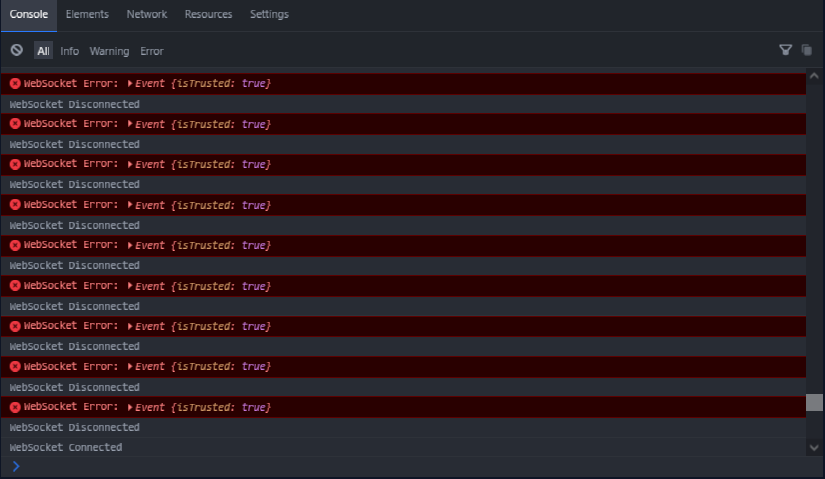 Console Elements Network Resources Settings
All Info Warning Error
WebSocket Error: Event {isTrusted: true}
WebSocket Disconnected
WebSocket Error: Event {isTrusted: true}
WebSocket Disconnected
WebSocket Error: Event {isTrusted: true}
WebSocket Disconnected
WebSocket Error: Event {isTrusted: true}
WebSocket Disconnected
WebSocket Error: Event {isTrusted: true}
WebSocket Disconnected
WebSocket Error: Event {isTrusted: true}
WebSocket Disconnected
WebSocket Error: Event {isTrusted: true}
WebSocket Disconnected
WebSocket Error: Event {isTrusted: true}
WebSocket Disconnected
WebSocket Error: Event {isTrusted: true}
WebSocket Disconnected
WebSocket Connected